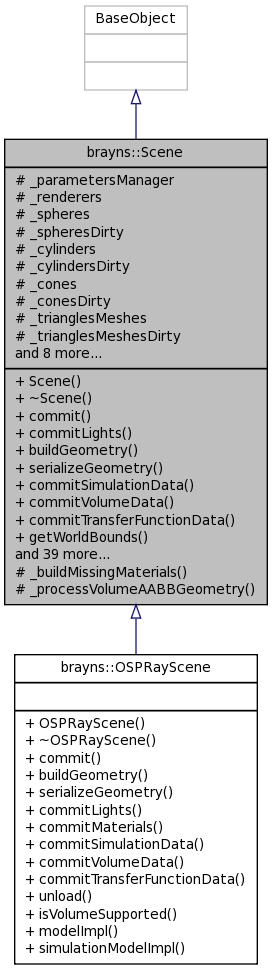 BaseObject
brayns::Scene
# _parametersManager
# _renderers
# _spheres
# _spheresDirty
# _cylinders
# _cylindersDirty
# _cones
# _conesDirty
# _trianglesMeshes
# _trianglesMeshesDirty
and 8 more...
+ Scene()
+ ~Scene()
+ commit()
+ commitLights()
+ buildGeometry()
+ serializeGeometry()
+ commitSimulationData()
+ commitVolumeData()
+ commitTransferFunctionData()
+ getWorldBounds()
and 39 more...
# _buildMissingMaterials()
# _processVolumeAABBGeometry()
brayns::OSPRayScene
+ OSPRayScene()
+ ~OSPRayScene()
+ commit()
+ buildGeometry()
+ serializeGeometry()
+ commitLights()
+ commitMaterials()
+ commitSimulationData()
+ commitVolumeData()
+ commitTransferFunctionData()
+ unload()
+ isVolumeSupported()
+ modelImpl()
+ simulationModelImpl()